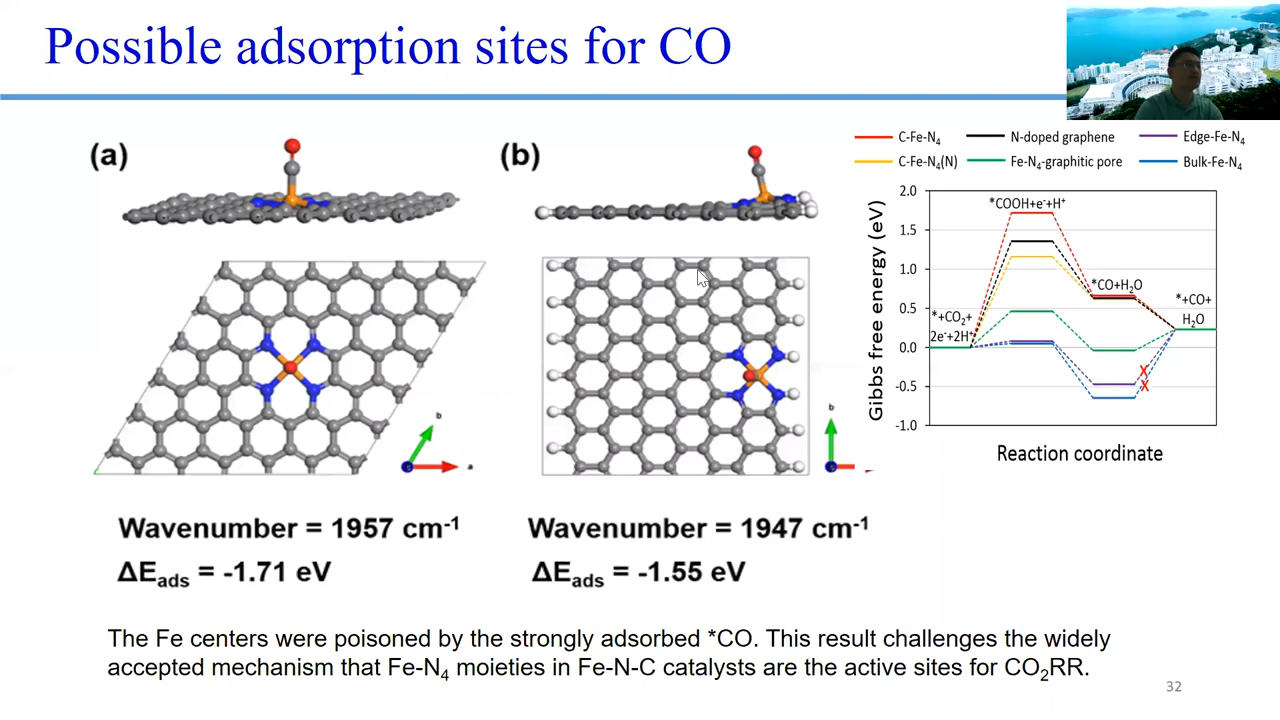 Possible adsorption sites for CO
(a)
(b)
b
a
b
Wavenumber = 1957 cm-1
ΔEads = -1.71 eV
Wavenumber = 1947 cm-1
ΔEads = -1.55 eV
C-Fe-N4
N-doped graphene
Edge-Fe-N4
C-Fe-N4(N)
Fe-N4-graphitic pore
Bulk-Fe-N4
Gibbs free energy (eV)
2.0
1.5
1.0
0.5
0.0
-0.5
-1.0
*COOH+e-+H+
*CO+H2O
*+CO+
H2O
*+CO2+
2e-+2H+
X
X
Reaction coordinate
The Fe centers were poisoned by the strongly adsorbed *CO. This result challenges the widely
accepted mechanism that Fe-N4 moieties in Fe-N-C catalysts are the active sites for CO2RR.
32